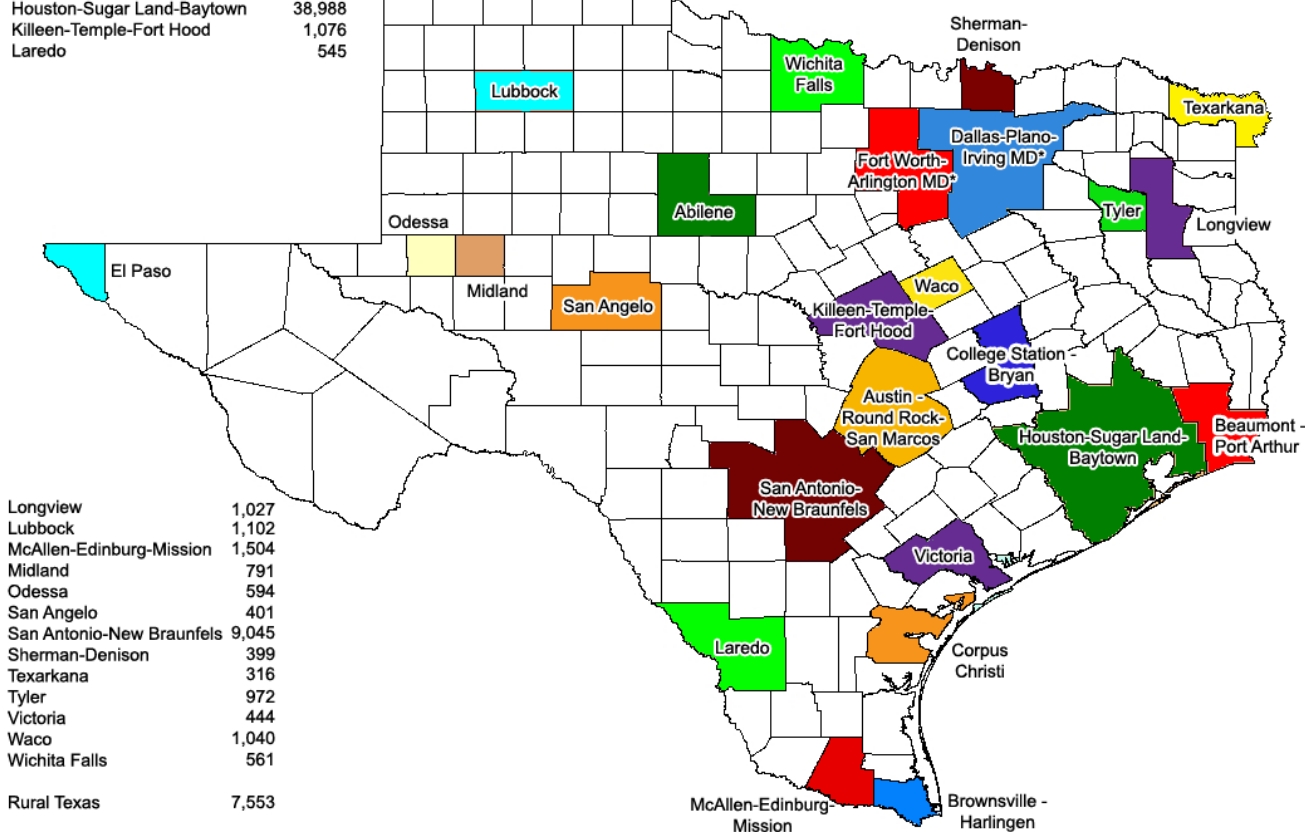 Houston-Sugar Land-Baytown 38,988
Killeen-Temple-Fort Hood 1,076
Laredo 545
Sherman-
Denison
Wichita
Falls
Lubbock
Texarkana
Dallas-Plano-
Irving MD*
Fort Worth-
Arlington MD*
Abilene
Tyler
Longview
Odessa
El Paso
Midland
San Angelo
Waco
Killeen-Temple-
Fort Hood
College Station -
Bryan
Austin -
Round Rock-
San Marcos
Houston-Sugar Land-
Baytown
Beaumont -
Port Arthur
San Antonio-
New Braunfels
Victoria
Laredo
Corpus
Christi
McAllen-Edinburg-
Mission
Brownsville -
Harlingen
Longview 1,027
Lubbock 1,102
McAllen-Edinburg-Mission 1,504
Midland 791
Odessa 594
San Angelo 401
San Antonio-New Braunfels 9,045
Sherman-Denison 399
Texarkana 316
Tyler 972
Victoria 444
Waco 1,040
Wichita Falls 561
Rural Texas 7,553